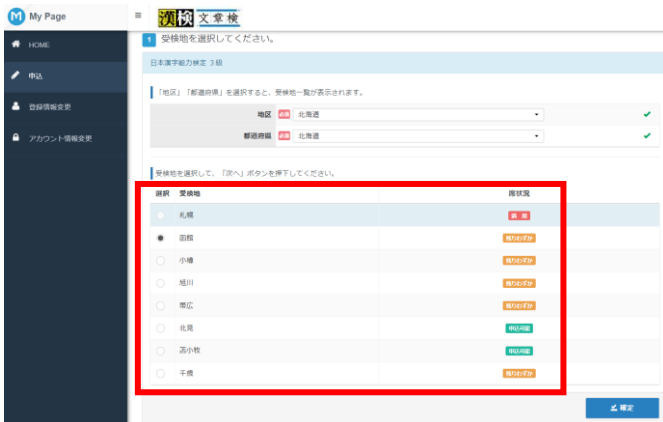 My Page
漢検 文章検
HOME
申込
登録情報変更
アカウント情報変更
1 受検地を選択してください。
日本漢字能力検定 3級
「地区」「都道府県」を選択すると、受検地一覧が表示されます。
地区 必須 北海道
都道府県 必須 北海道
受検地を選択して、「次へ」ボタンを押下してください。
選択 受検地 席状況
札幌 満 席
函館 残りわずか
小樽 残りわずか
旭川 残りわずか
帯広 残りわずか
北見 申込可能
苫小牧 申込可能
千歳 残りわずか
確定